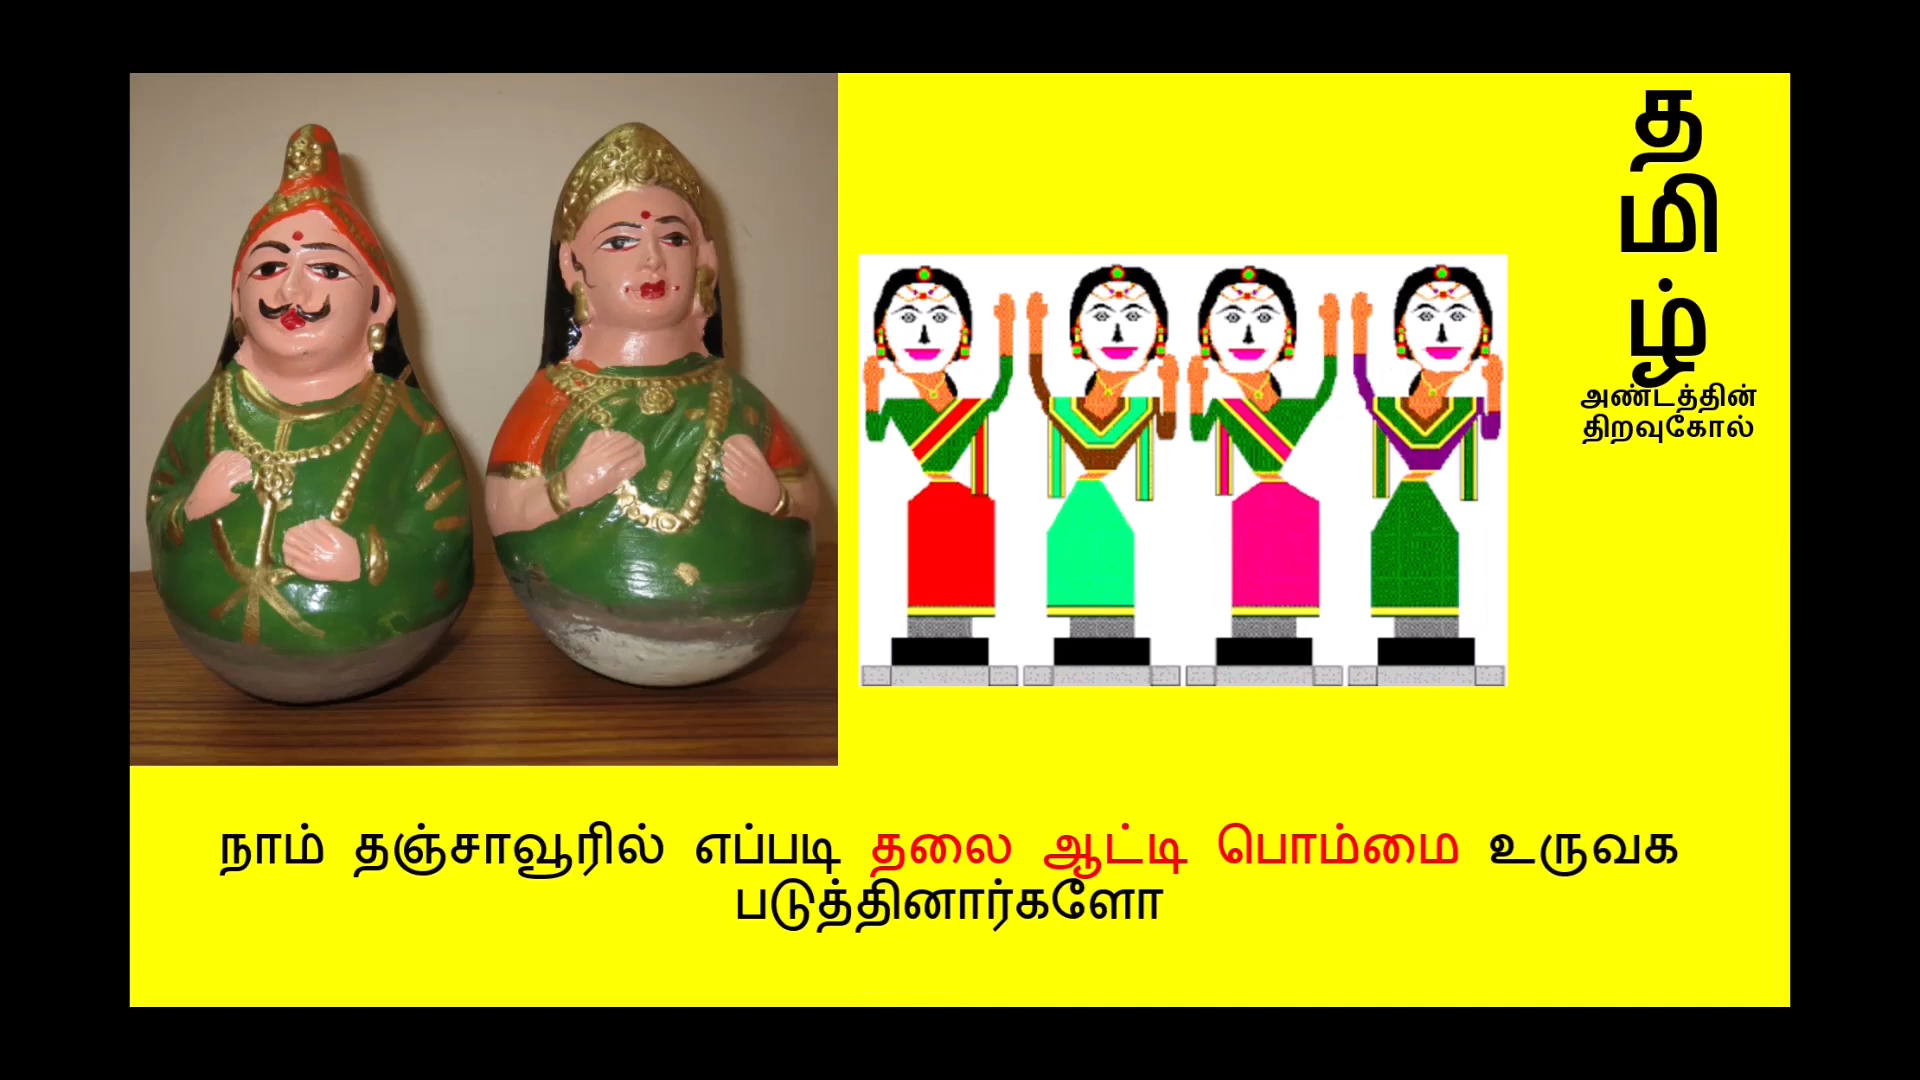 த
மி
ழ்
அண்டத்தின்
திறவுகோல்
நாம் தஞ்சாவூரில் எப்படி தலை ஆட்டி பொம்மை உருவக
படுத்தினார்களோ